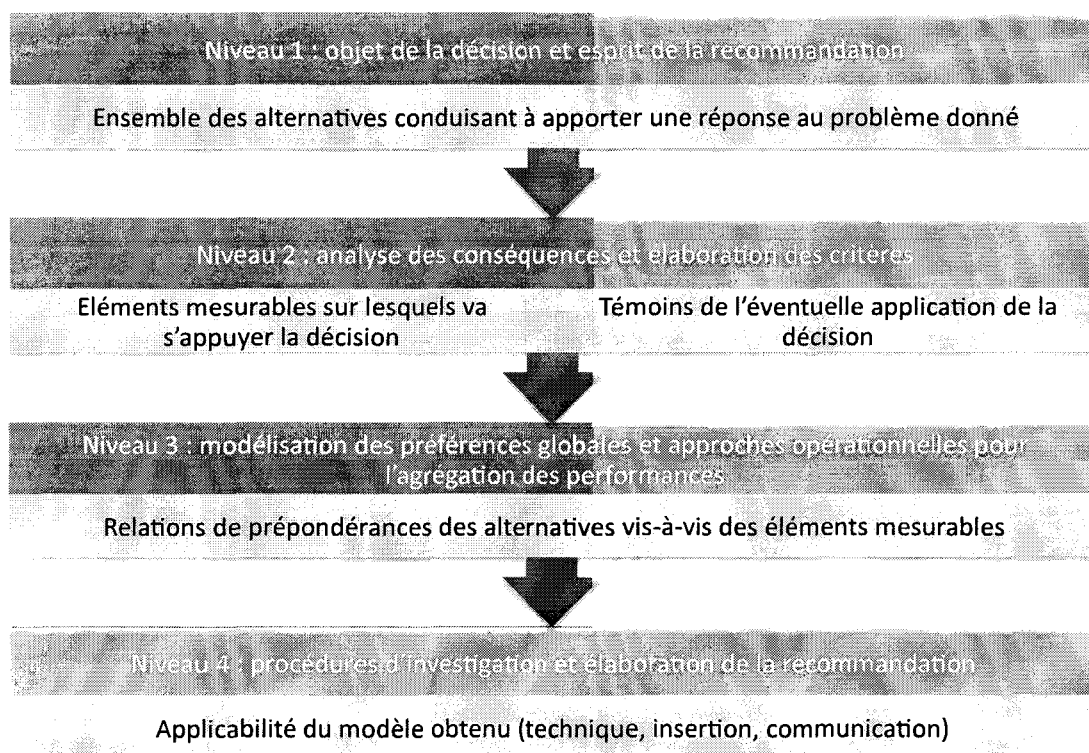 Niveau 1 : objet de la décision et esprit de la recommandation
Ensemble des alternatives conduisant à apporter une réponse au problème donné
Niveau 2 : analyse des conséquences et élaboration des critères
Eléments mesurables sur lesquels va
s'appuyer la décision
Témoins de l'éventuelle application de la
décision
Niveau 3 : modélisation des préférences globales et approches opérationnelles pour
l'agrégation des performances
Relations de prépondérances des alternatives vis-à-vis des éléments mesurables
Niveau 4 : procédures d'investigation et élaboration de la recommandation
Applicabilité du modèle obtenu (technique, insertion, communication)